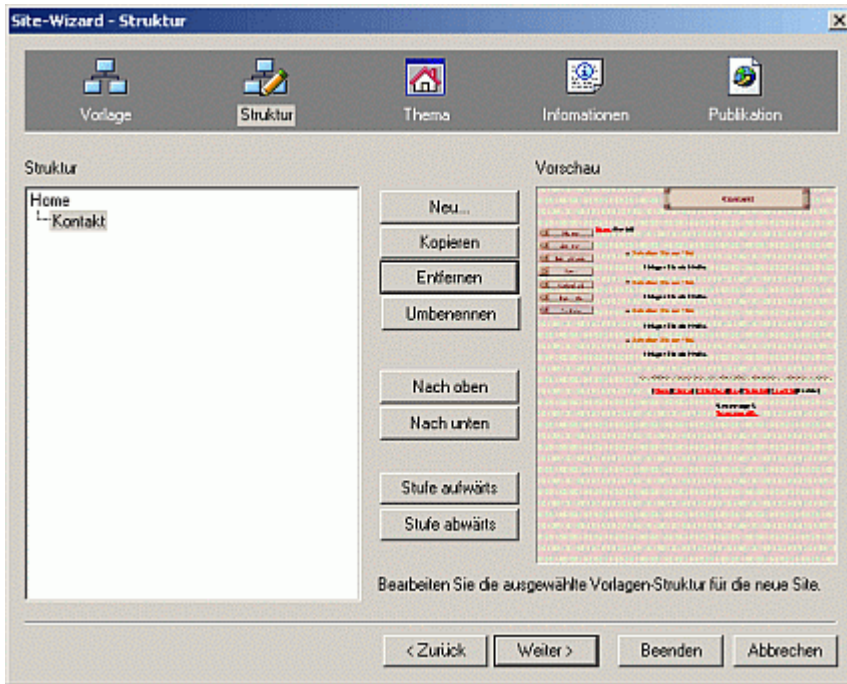 Site-Wizard - Struktur
Vorlage
Struktur
Thema
Infomationen
Publikation
Struktur
Vorschau
Home
Kontakt
Neu...
Kopieren
Entfernen
Umbenennen
Nach oben
Nach unten
Stufe aufwärts
Stufe abwärts
Bearbeiten Sie die ausgewählte Vorlagen-Struktur für die neue Site.
< Zurück
Weiter >
Beenden
Abbrechen